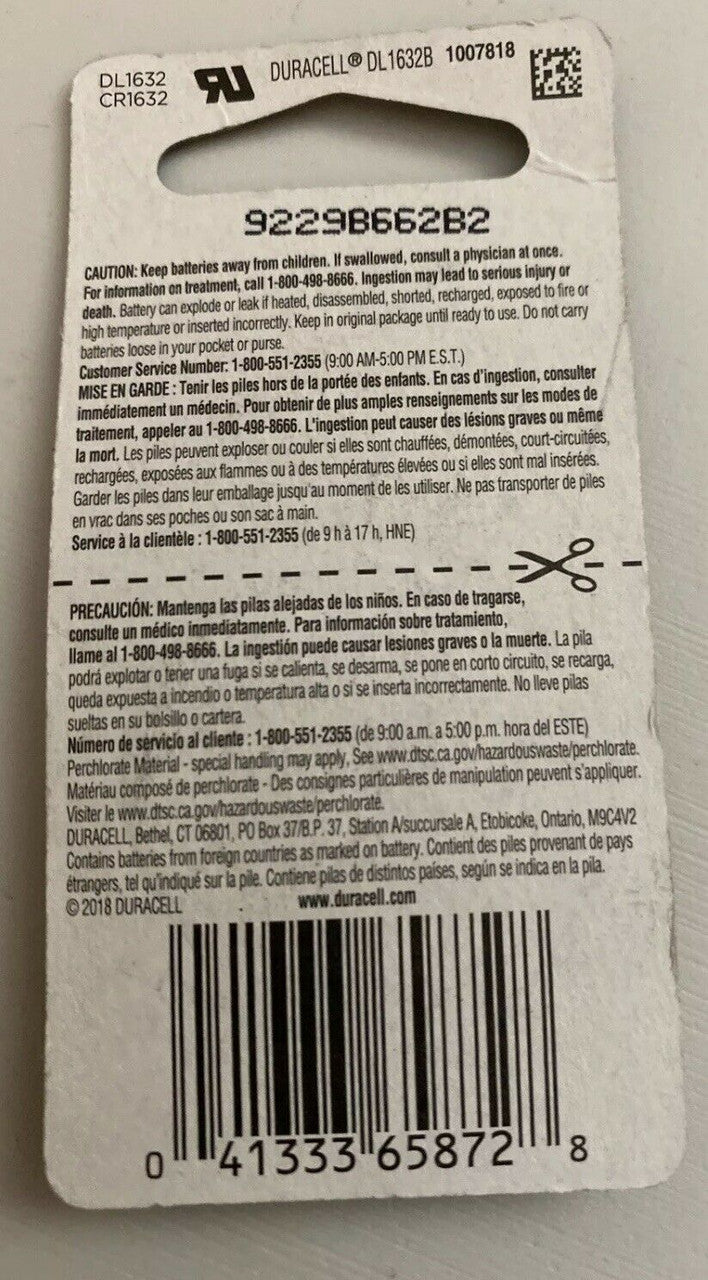 DL1632
CR1632
DURACELL® DL1632B 1007818
9229B662B2
CAUTION: Keep batteries away from children. If swallowed, consult a physician at once.
For information on treatment, call 1-800-498-8666. Ingestion may lead to serious injury or
death. Battery can explode or leak if heated, disassembled, shorted, recharged, exposed to fire or
high temperature or inserted incorrectly. Keep in original package until ready to use. Do not carry
batteries loose in your pocket or purse.
Customer Service Number: 1-800-551-2355 (9:00 AM-5:00 PM E.S.T.)
MISE EN GARDE : Tenir les piles hors de la portée des enfants. En cas d'ingestion, consulter
immédiatement un médecin. Pour obtenir de plus amples renseignements sur les modes de
traitement, appeler au 1-800-498-8666. L'ingestion peut causer des lésions graves ou même
la mort. Les piles peuvent exploser ou couler si elles sont chauffées, démontées, court-circuitées,
rechargées, exposées aux flammes ou à des températures élevées ou si elles sont mal insérées.
Garder les piles dans leur emballage jusqu'au moment de les utiliser. Ne pas transporter de piles
en vrac dans ses poches ou son sac à main.
Service à la clientèle : 1-800-551-2355 (de 9 h à 17 h, HNE)
PRECAUCIÓN: Mantenga las pilas alejadas de los niños. En caso de tragarse,
consulte un médico inmediatamente. Para información sobre tratamiento,
llame al 1-800-498-8666. La ingestión puede causar lesiones graves o la muerte. La pila
podrá explotar o tener una fuga si se calienta, se desarma, se pone en corto circuito, se recarga,
queda expuesta a incendio o temperatura alta o si se inserta incorrectamente. No lleve pilas
sueltas en su bolsillo o cartera.
Número de servicio al cliente : 1-800-551-2355 (de 9:00 a.m. a 5:00 p.m. hora del ESTE)
Perchlorate Material - special handling may apply, See www.dtsc.ca.gov/hazardouswaste/perchlorate.
Matériau composé de perchlorate - Des consignes particulières de manipulation peuvent s'appliquer.
Visiter le www.dtsc.ca.gov/hazardouswaste/perchlorate.
DURACELL, Bethel, CT 06801, PO Box 37/B.P. 37, Station A/succursale A, Etobicoke, Ontario, M9C4V2
Contains batteries from foreign countries as marked on battery. Contient des piles provenant de pays
étrangers, tel qu'indiqué sur la pile. Contiene pilas de distintos países, según se indica en la pila.
© 2018 DURACELL www.duracell.com
0 41333 65872 8